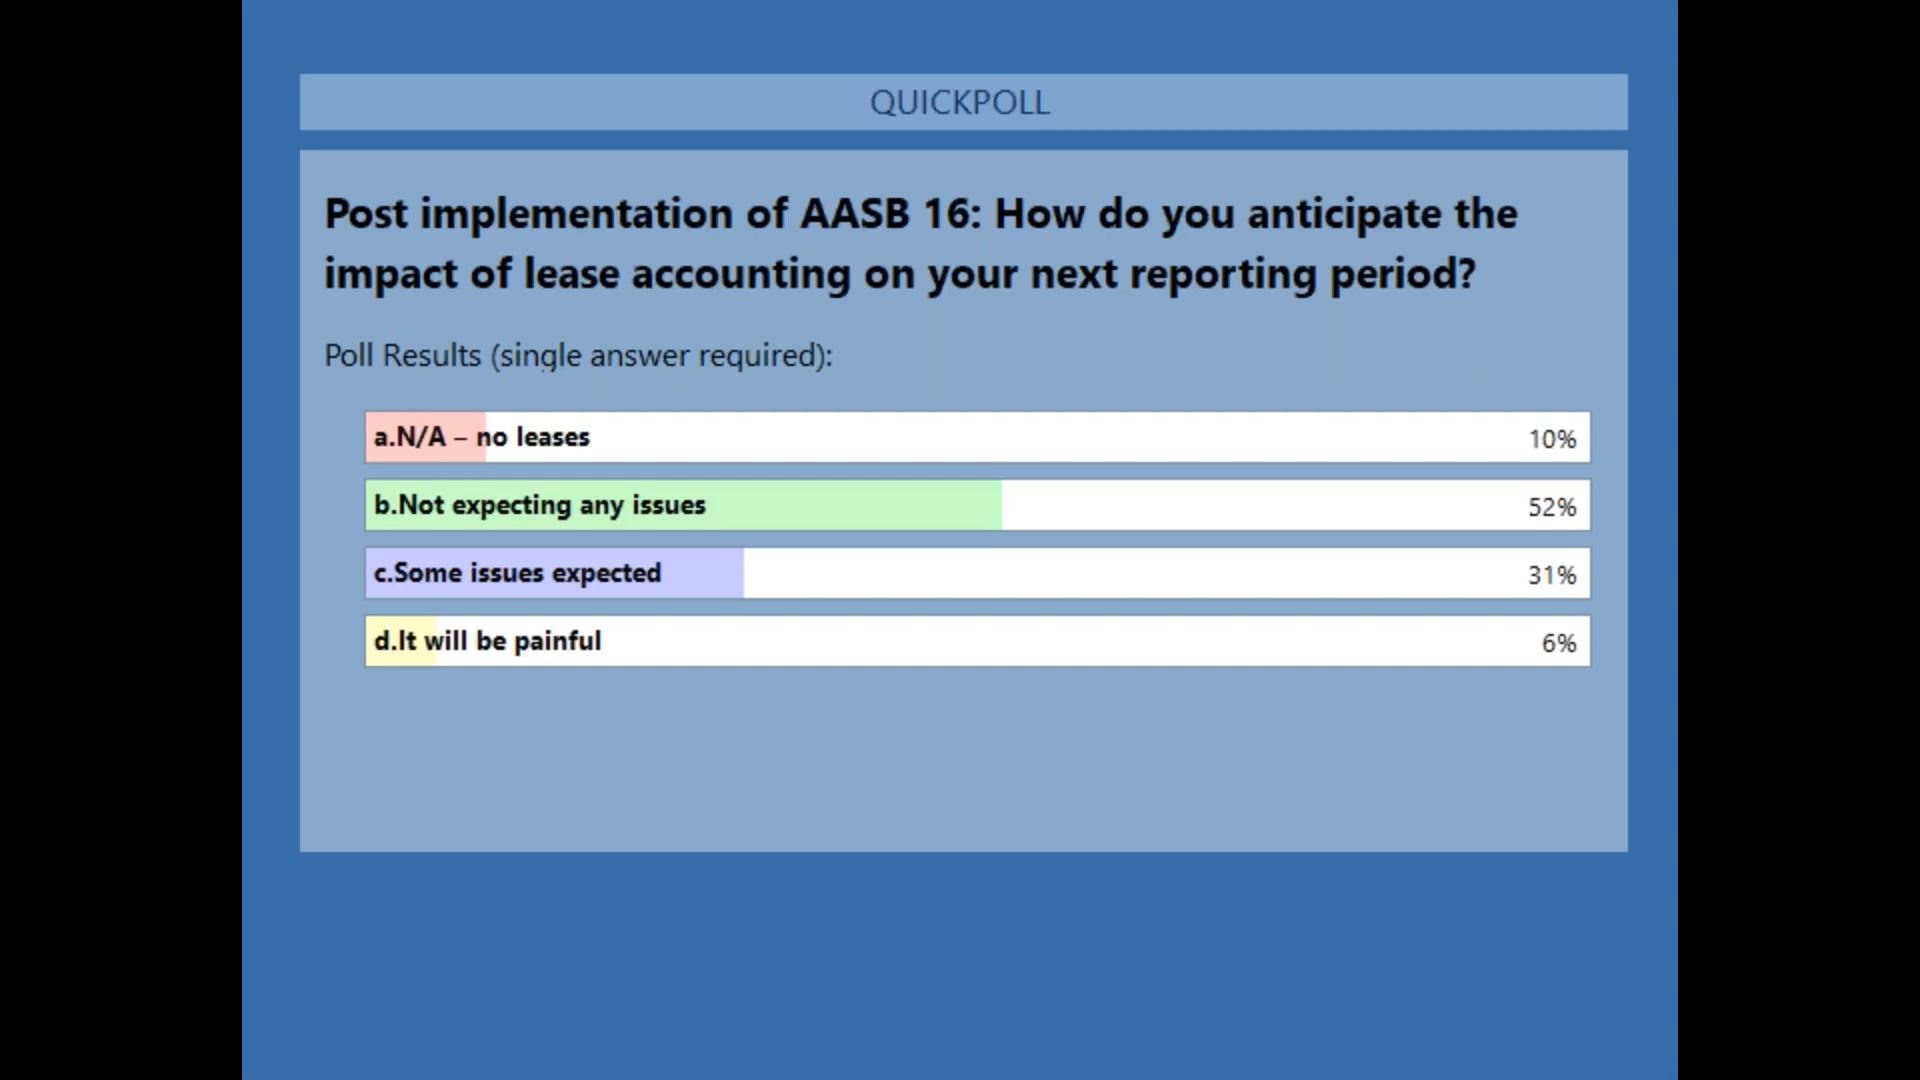 QUICKPOLL
Post implementation of AASB 16: How do you anticipate the
impact of lease accounting on your next reporting period?
Poll Results (single answer required):
a.N/A – no leases 10%
b.Not expecting any issues 52%
c.Some issues expected 31%
d.It will be painful 6%